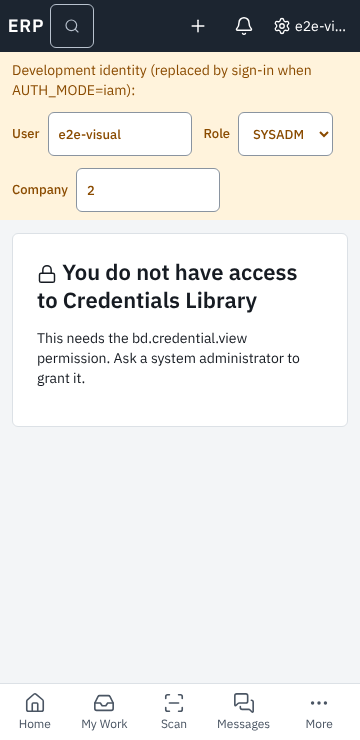 ERP
e2e-vi...
Development identity (replaced by sign-in when
AUTH_MODE=iam):
User e2e-visual Role SYSADM
Company 2
You do not have access
to Credentials Library
This needs the bd.credential.view
permission. Ask a system administrator to
grant it.
Home My Work Scan Messages More